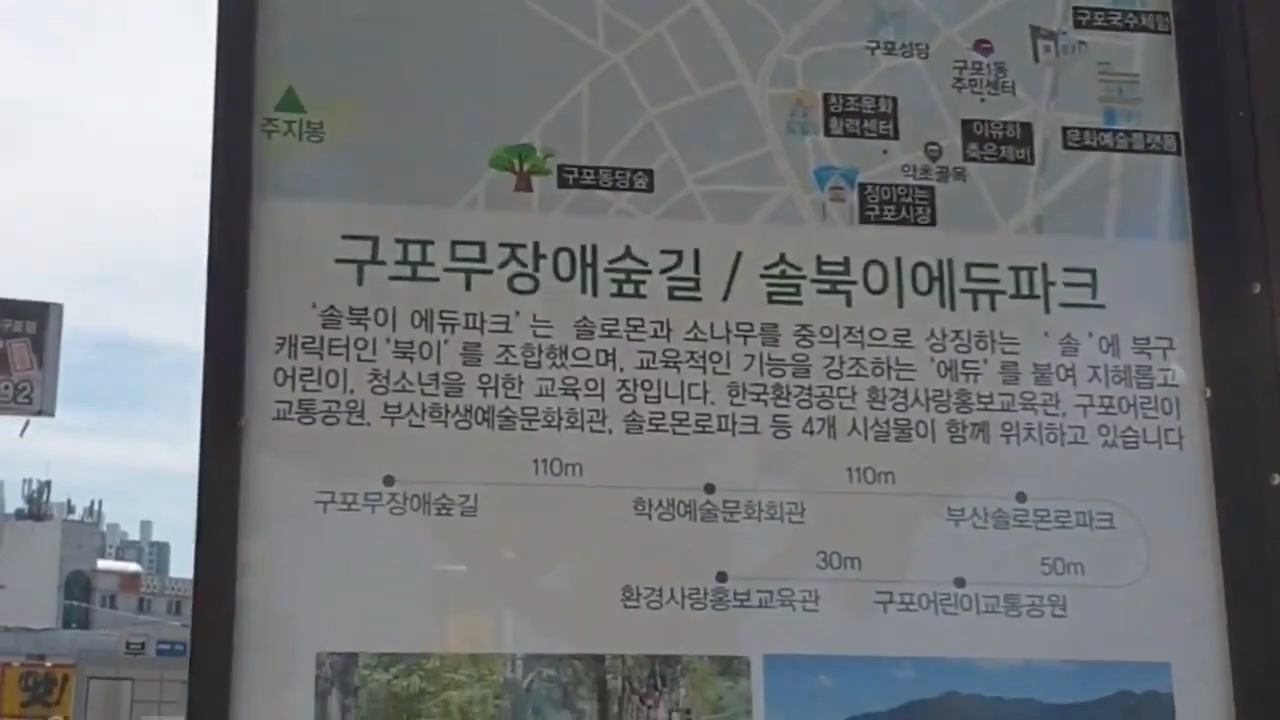 구포국수체험
구포성당
구포1동
주민센터
주지봉
창조문화
활력센터
이유하
죽은제비
문화예술플랫폼
약초골목
구포동당숲
정이있는
구포시장
구포무장애숲길 / 솔북이에듀파크
'솔북이 에듀파크' 는 솔로몬과 소나무를 중의적으로 상징하는 '솔'에 북구
캐릭터인 '북이' 를 조합했으며, 교육적인 기능을 강조하는 '에듀' 를 붙여 지혜롭고
어린이, 청소년을 위한 교육의 장입니다. 한국환경공단 환경사랑홍보교육관, 구포어린이
교통공원, 부산학생예술문화회관, 솔로몬로파크 등 4개 시설물이 함께 위치하고 있습니다
110m
110m
구포무장애숲길
학생예술문화회관
부산솔로몬로파크
30m
50m
환경사랑홍보교육관
구포어린이교통공원
92
부